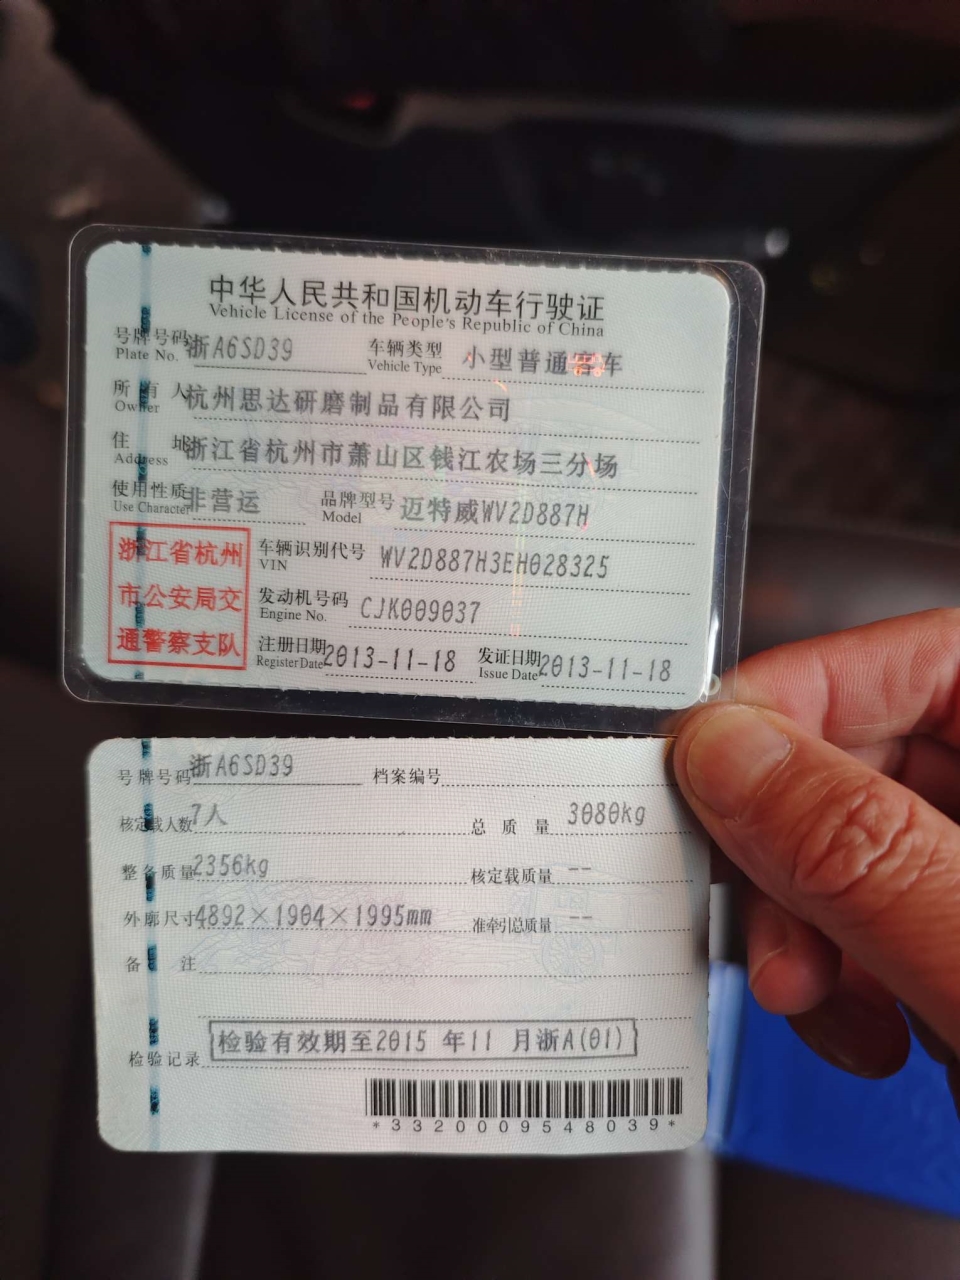 中华人民共和国机动车行驶证
Vehicle License of the People's Republic of China
号牌号码 浙A6SD39 车辆类型 小型普通客车
Plate No. Vehicle Type
所有人 杭州思达研磨制品有限公司
Owner
住址 浙江省杭州市萧山区钱江农场三分场
Address
使用性质 非营运 品牌型号 迈特威WV2D887H
Use Character Model
浙江省杭州
市公安局交
通警察支队
车辆识别代号 WV2D887H3EH028325
VIN
发动机号码 CJK009037
Engine No.
注册日期 2013-11-18 发证日期 2013-11-18
Register Date Issue Date
号牌号码 浙A6SD39 档案编号
核定载人数 7人 总质量 3080kg
整备质量 2356kg 核定载质量 --
外廓尺寸 4892×1904×1995mm 准牵引总质量 --
备注
检验记录 检验有效期至2015 年11 月浙A(01)
*3320009548039*